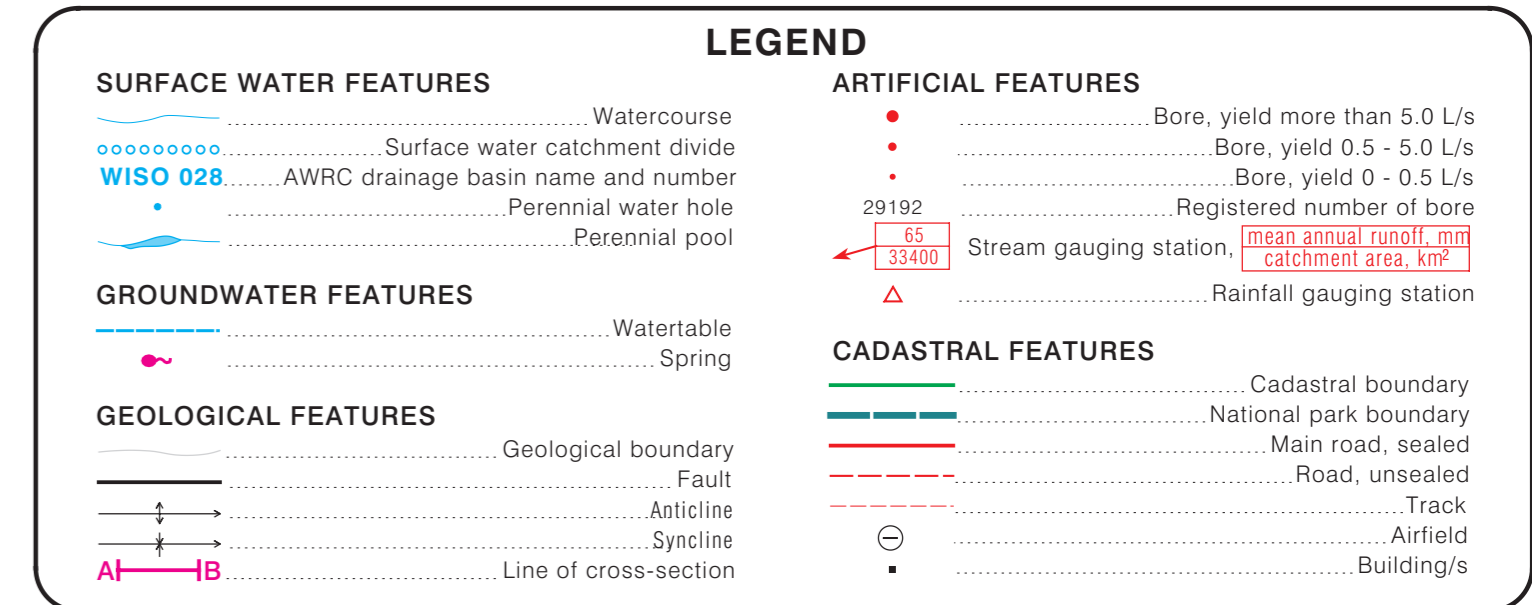 LEGEND
SURFACE WATER FEATURES
Watercourse
Surface water catchment divide
WISO 028 AWRC drainage basin name and number
Perennial water hole
Perennial pool
GROUNDWATER FEATURES
Watertable
Spring
GEOLOGICAL FEATURES
Geological boundary
Fault
Anticline
Syncline
A B Line of cross-section
ARTIFICIAL FEATURES
Bore, yield more than 5.0 L/s
Bore, yield 0.5 - 5.0 L/s
Bore, yield 0 - 0.5 L/s
29192 Registered number of bore
65
33400
Stream gauging station,
mean annual runoff, mm
catchment area, km²
Rainfall gauging station
CADASTRAL FEATURES
Cadastral boundary
National park boundary
Main road, sealed
Road, unsealed
Track
Airfield
Building/s